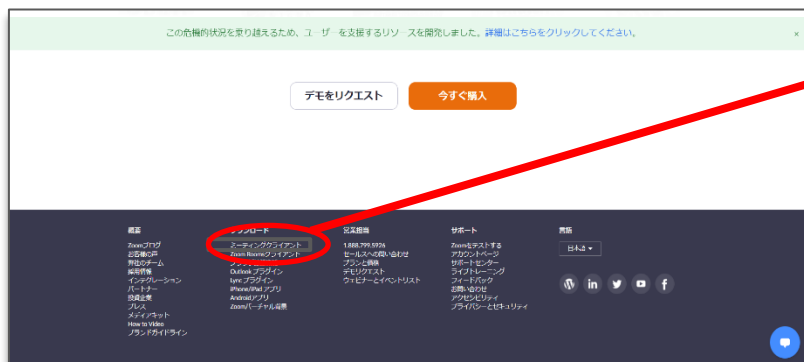 この危機的状況を乗り越えるため、ユーザーを支援するリソースを開発しました。詳細はこちらをクリックしてください。
×
デモをリクエスト
今すぐ購入
概要
Zoomブログ
お客様の声
弊社のチーム
採用情報
インテグレーション
パートナー
投資企業
プレス
メディアキット
How to Video
ブランドガイドライン
ダウンロード
ミーティングクライアント
Zoom Roomsクライアント
Outlook プラグイン
Lync プラグイン
iPhone/iPad アプリ
Android アプリ
Zoomバーチャル背景
営業担当
1.888.799.5926
セールスへの問い合わせ
プランと価格
デモリクエスト
ウェビナーとイベントリスト
サポート
Zoomをテストする
アカウントページ
サポートセンター
ライブトレーニング
フィードバック
お問い合わせ
アクセシビリティ
プライバシーとセキュリティ
言語
日本語
in
f